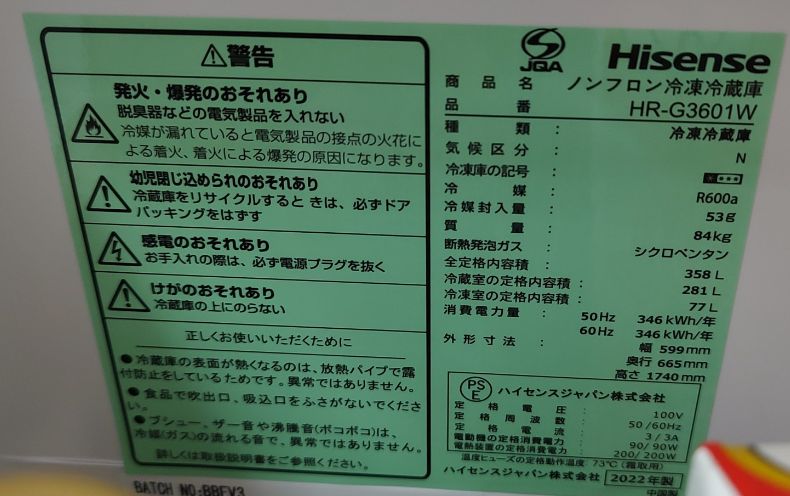 警告
発火・爆発のおそれあり
脱臭器などの電気製品を入れない
冷媒が漏れていると電気製品の接点の火花に
よる着火、着火による爆発の原因になります。
幼児閉じ込められのおそれあり
冷蔵庫をリサイクルすると きは、必ずドア
パッキングをはずす
感電のおそれあり
お手入れの際は、必ず電源プラグを抜く
けがのおそれあり
冷蔵庫の上にのらない
正しくお使いいただくために
● 冷蔵庫の表面が熱くなるのは、放熱パイプで露
付防止をしているためです。異常ではありません。
● 食品で吹出口、吸込口をふさがないでくださ
い。
● ブシュー、ザー音や沸騰音(ポコポコ)は、
冷媒(ガス)の流れる音で、異常ではありません。
詳しくは取扱説明書をご参照ください。
BATCH NO:BBFV3
JQA
Hisense
商品名 ノンフロン冷凍冷蔵庫
品番 HR-G3601W
種類: 冷凍冷蔵庫
気候区分: N
冷凍庫の記号:
冷媒: R600a
冷媒封入量: 53g
質量: 84kg
断熱発泡ガス: シクロペンタン
全定格内容積: 358 L
冷蔵室の定格内容積: 281 L
冷凍室の定格内容積: 77 L
消費電力量: 50Hz 346 kWh/年
60Hz 346 kWh/年
外形寸法: 幅 599mm
奥行 665mm
高さ 1740mm
PSE ハイセンスジャパン株式会社
定格電圧: 100V
定格周波数: 50/60Hz
定格電流: 3/3A
電動機の定格消費電力: 90/90W
電熱装置の定格消費電力: 200/200W
温度ヒューズの定格動作温度: 73℃(霜取用)
ハイセンスジャパン株式会社 2022年製
中国製